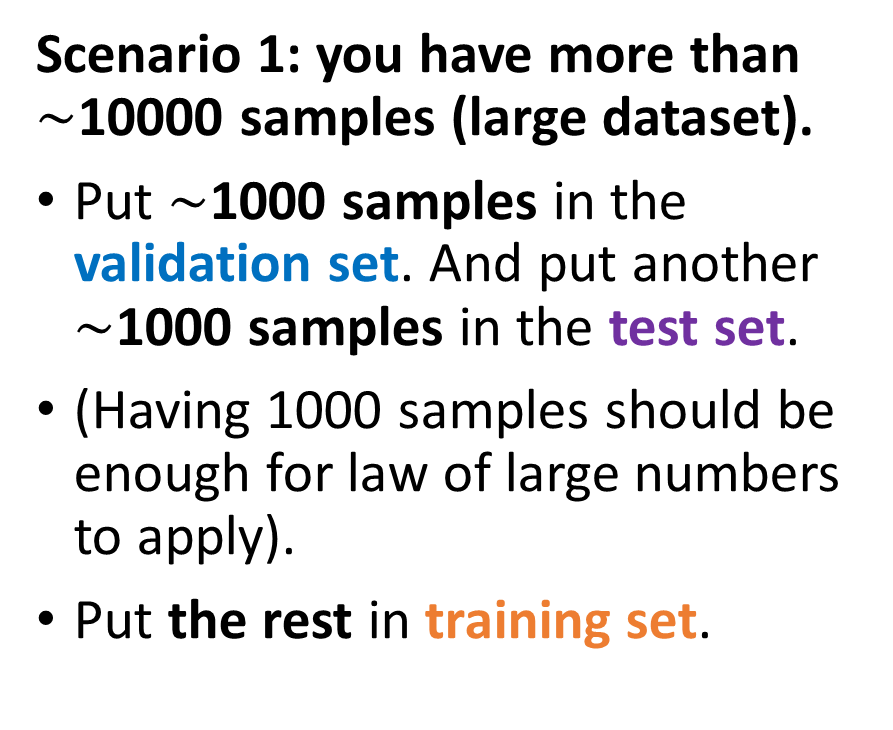 Scenario 1: you have more than
~10000 samples (large dataset).
• Put ~1000 samples in the
validation set. And put another
~1000 samples in the test set.
• (Having 1000 samples should be
enough for law of large numbers
to apply).
• Put the rest in training set.